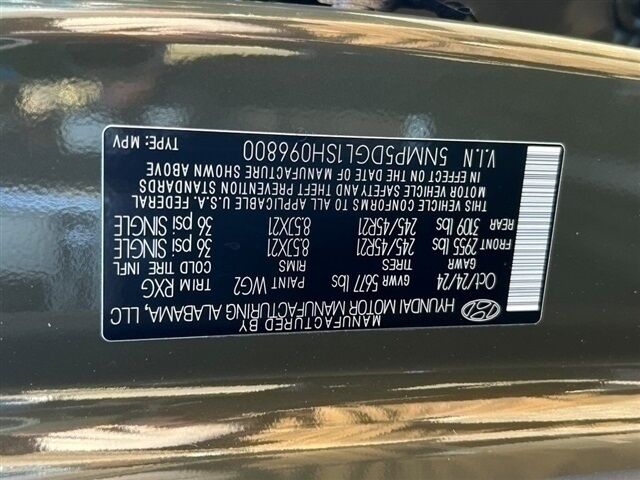 MANUFACTURED BY
HYUNDAI MOTOR MANUFACTURING ALABAMA, LLC
Oct/24/24 GVWR 5677 lbs PAINT WG2 TRIM RXG
GAWR TIRES RIMS COLD TIRE INFL
FRONT 2955 lbs 245/45R21 8.5JX21 36 psi SINGLE
REAR 3109 lbs 245/45R21 8.5JX21 36 psi SINGLE
THIS VEHICLE CONFORMS TO ALL APPLICABLE U.S.A. FEDERAL
MOTOR VEHICLE SAFETY AND THEFT PREVENTION STANDARDS
IN EFFECT ON THE DATE OF MANUFACTURE SHOWN ABOVE
V.I.N 5NMP5DGL1SH096800 TYPE: MPV